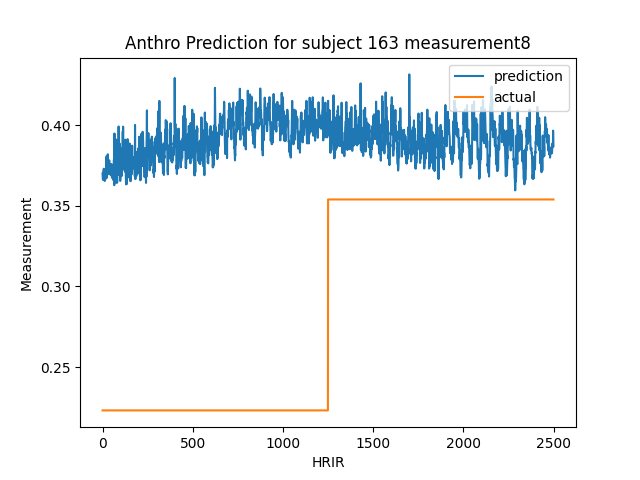 Anthro Prediction for subject 163 measurement8
prediction
actual
0.40
0.35
0.30
0.25
Measurement
0 500 1000 1500 2000 2500
HRIR